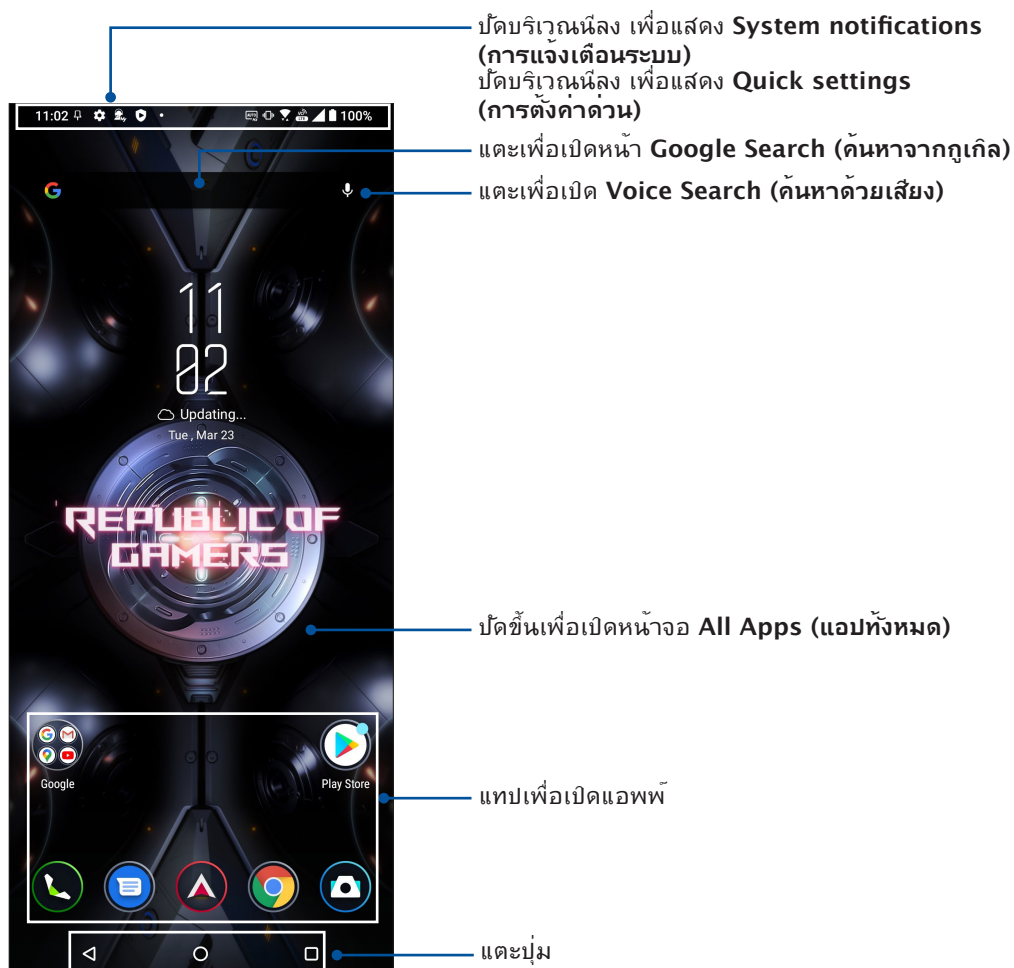 ปัดบริเวณนี้ลง เพื่อแสดง System notifications
(การแจ้งเตือนระบบ)
ปัดบริเวณนี้ลง เพื่อแสดง Quick settings
(การตั้งค่าด่วน)
11:02
100%
แตะเพื่อเปิดหน้า Google Search (ค้นหาจากกูเกิล)
แตะเพื่อเปิด Voice Search (ค้นหาด้วยเสียง)
11
02
Updating...
Tue , Mar 23
REPUBLIC OF
GAMERS
ปัดขึ้นเพื่อเปิดหน้าจอ All Apps (แอปทั้งหมด)
Google
Play Store
แทปเพื่อเปิดแอพพ์
แตะปุ่ม